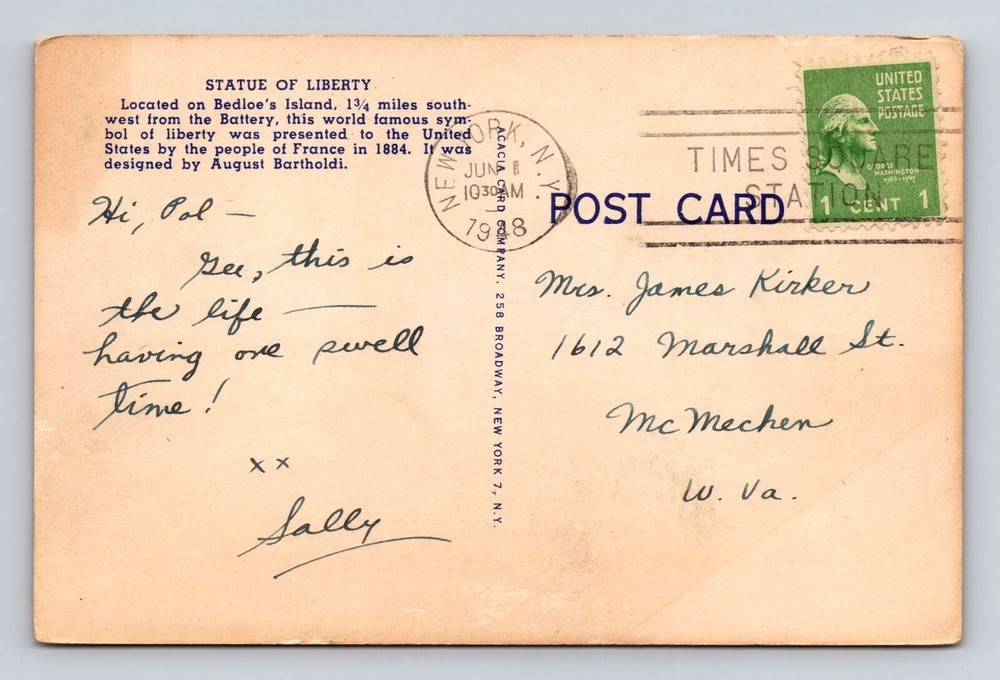 STATUE OF LIBERTY
Located on Bedloe's Island, 1¾ miles south-
west from the Battery, this world famous sym-
bol of liberty was presented to the United
States by the people of France in 1884. It was
designed by August Bartholdi.
Hi, Pal —
Gee, this is
the life —
having one swell
time!
x x
Sally
ACACIA CARD COMPANY. 258 BROADWAY, NEW YORK 7, N.Y.
NEW YORK, N.Y.
JUN 1
10 30 AM
1948
TIMES SQUARE
STATION
UNITED
STATES
POSTAGE
GEORGE
WASHINGTON
1789-1797
1 CENT 1
POST CARD
Mrs. James Kirker
1612 Marshall St.
McMechen
W. Va.